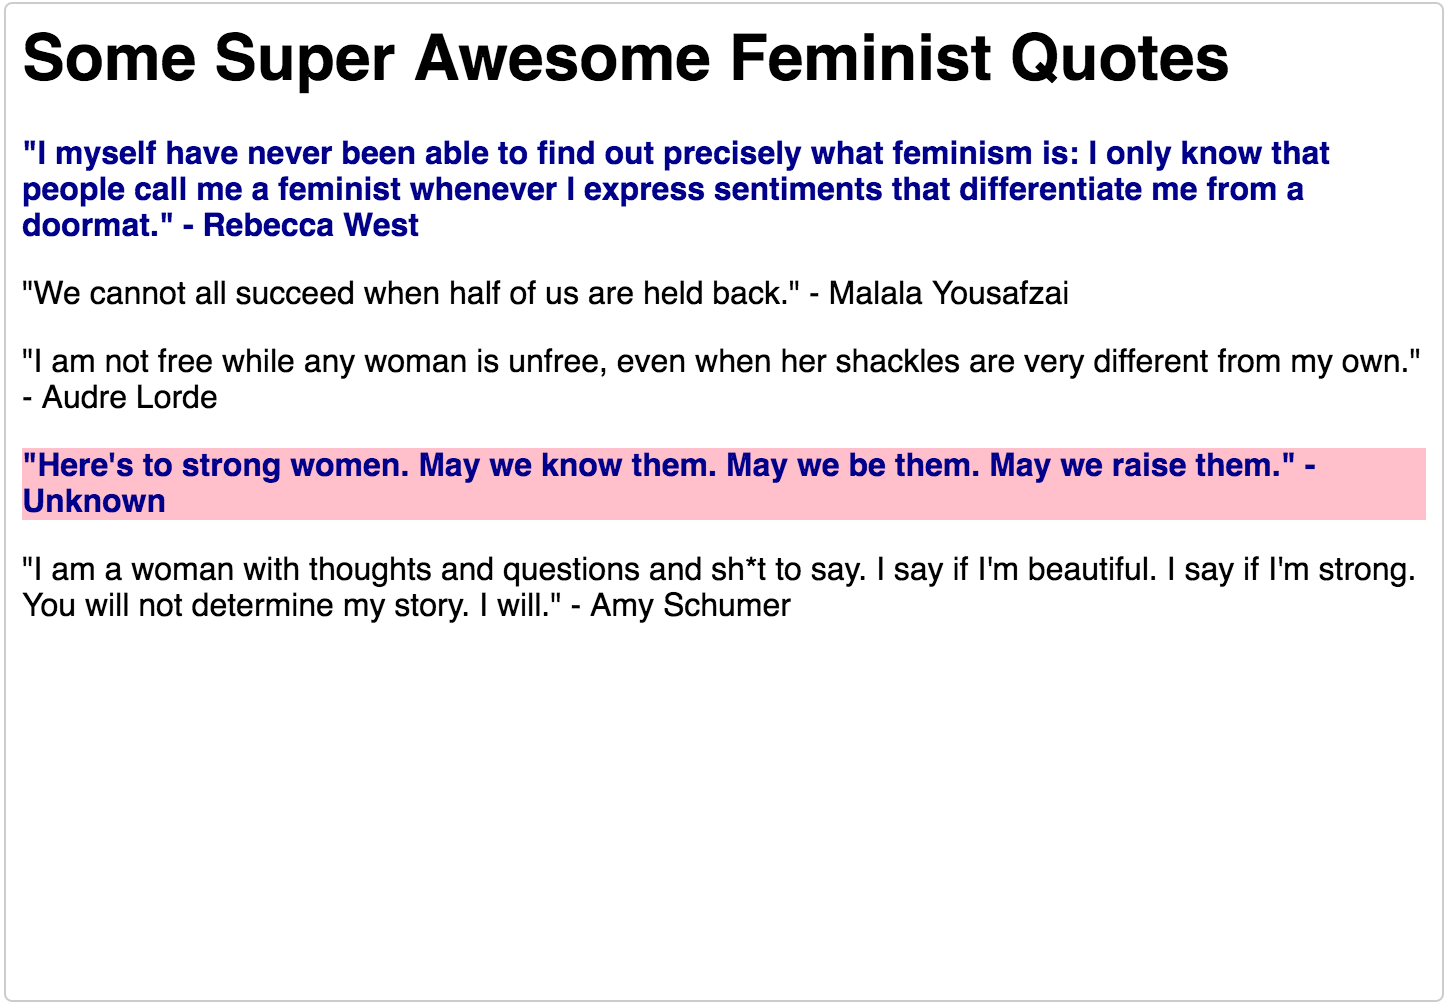 Some Super Awesome Feminist Quotes
"I myself have never been able to find out precisely what feminism is: I only know that
people call me a feminist whenever I express sentiments that differentiate me from a
doormat." - Rebecca West
"We cannot all succeed when half of us are held back." - Malala Yousafzai
"I am not free while any woman is unfree, even when her shackles are very different from my own."
- Audre Lorde
"Here's to strong women. May we know them. May we be them. May we raise them." -
Unknown
"I am a woman with thoughts and questions and sh*t to say. I say if I'm beautiful. I say if I'm strong.
You will not determine my story. I will." - Amy Schumer